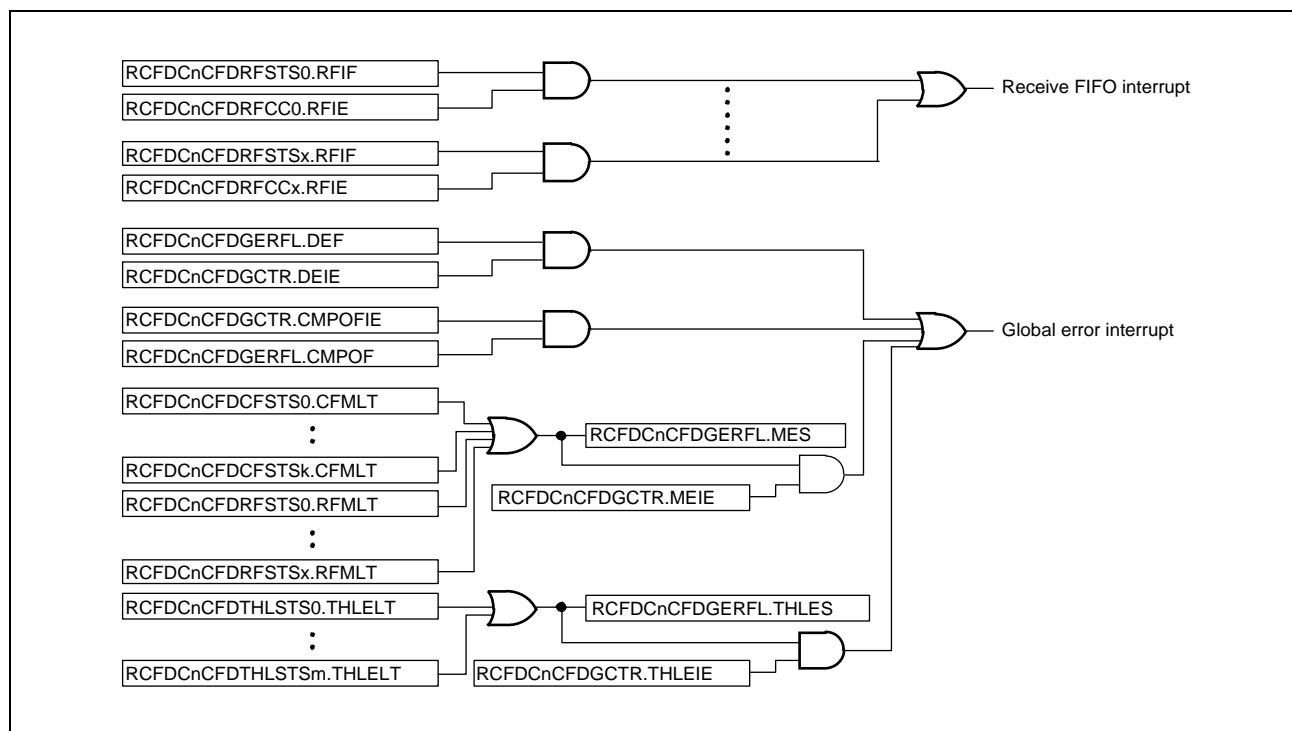 RCFDCnCFDRFSTS0.RFIF
RCFDCnCFDRFCC0.RFIE
Receive FIFO interrupt
RCFDCnCFDRFSTSx.RFIF
RCFDCnCFDRFCCx.RFIE
RCFDCnCFDGERFL.DEF
RCFDCnCFDGCTR.DEIE
RCFDCnCFDGCTR.CMPOFIE
RCFDCnCFDGERFL.CMPOF
Global error interrupt
RCFDCnCFDCFSTS0.CFMLT
RCFDCnCFDCFSTSk.CFMLT
RCFDCnCFDRFSTS0.RFMLT
RCFDCnCFDRFSTSx.RFMLT
RCFDCnCFDGERFL.MES
RCFDCnCFDGCTR.MEIE
RCFDCnCFDTHLSTS0.THLELT
RCFDCnCFDTHLSTSm.THLELT
RCFDCnCFDGERFL.THLES
RCFDCnCFDGCTR.THLEIE